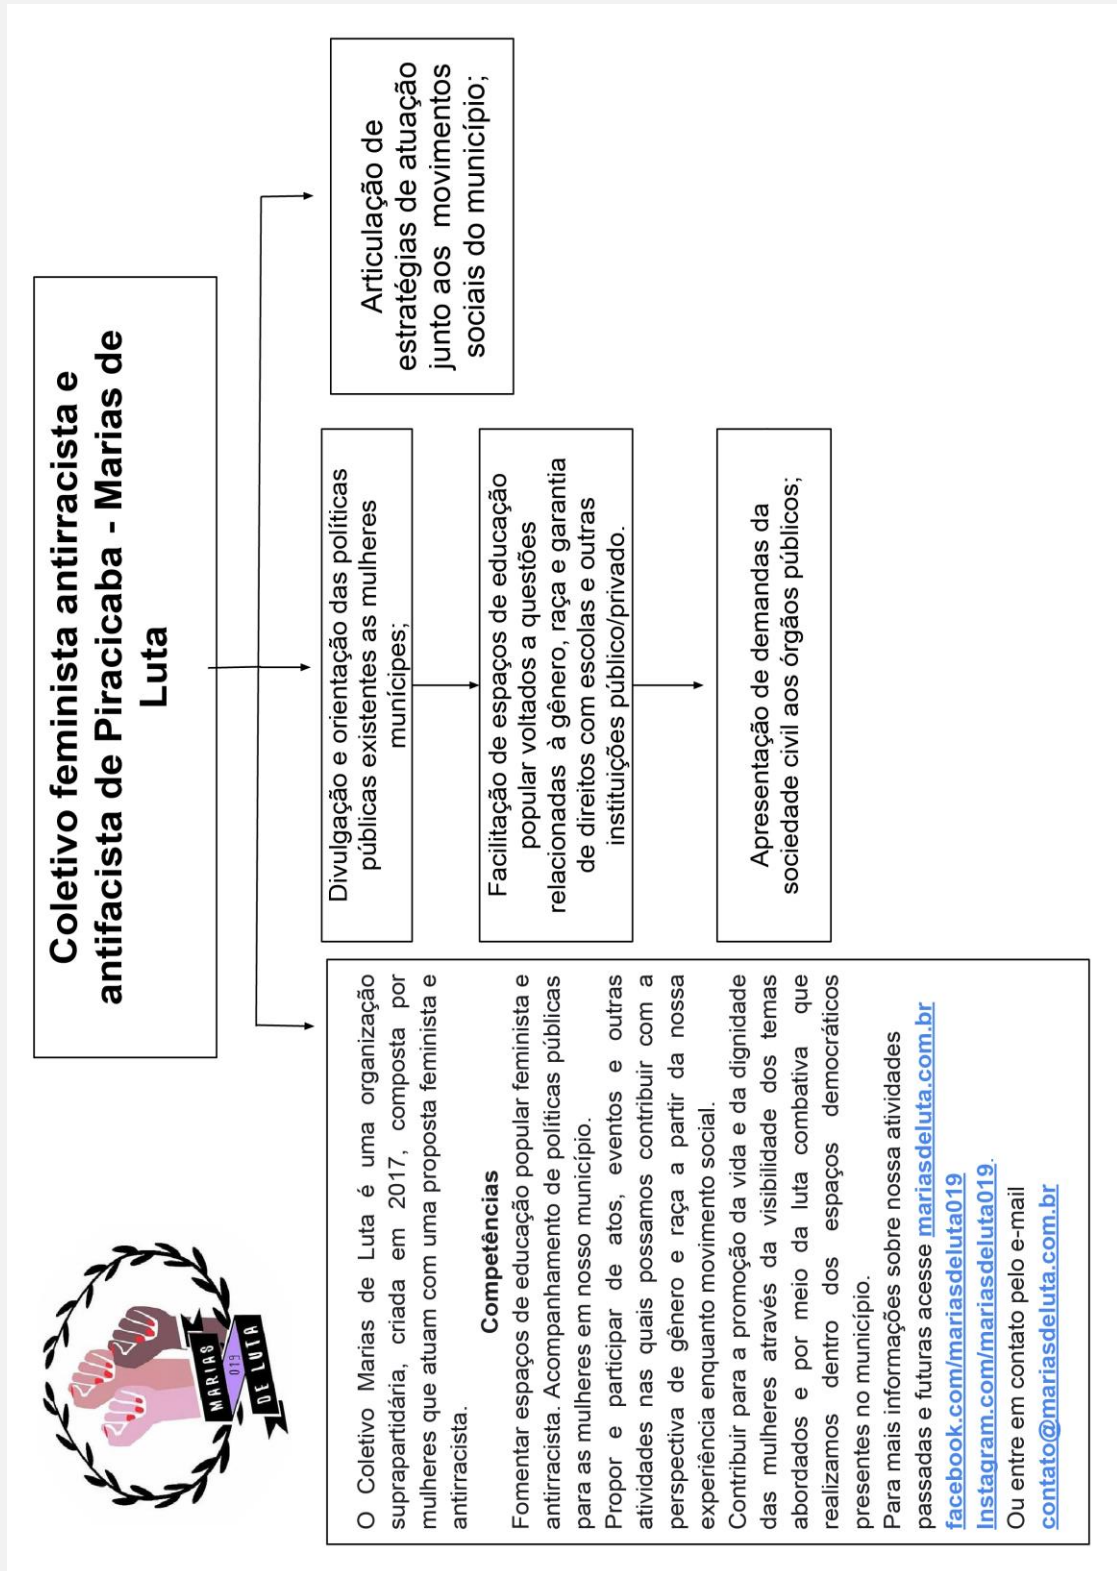 MARIAS
019
DE LUTA
Coletivo feminista antirracista e
antifacista de Piracicaba - Marias de
Luta
O Coletivo Marias de Luta é uma organização
suprapartidária, criada em 2017, composta por
mulheres que atuam com uma proposta feminista e
antirracista.
Competências
Fomentar espaços de educação popular feminista e
antirracista. Acompanhamento de políticas públicas
para as mulheres em nosso município.
Propor e participar de atos, eventos e outras
atividades nas quais possamos contribuir com a
perspectiva de gênero e raça a partir da nossa
experiência enquanto movimento social.
Contribuir para a promoção da vida e da dignidade
das mulheres através da visibilidade dos temas
abordados e por meio da luta combativa que
realizamos dentro dos espaços democráticos
presentes no município.
Para mais informações sobre nossa atividades
passadas e futuras acesse mariasdeluta.com.br
facebook.com/mariasdeluta019
Instagram.com/mariasdeluta019.
Ou entre em contato pelo e-mail
contato@mariasdeluta.com.br
Divulgação e orientação das políticas
públicas existentes as mulheres
munícipes;
Facilitação de espaços de educação
popular voltados a questões
relacionadas à gênero, raça e garantia
de direitos com escolas e outras
instituições público/privado.
Apresentação de demandas da
sociedade civil aos órgãos públicos;
Articulação de
estratégias de atuação
junto aos movimentos
sociais do município;